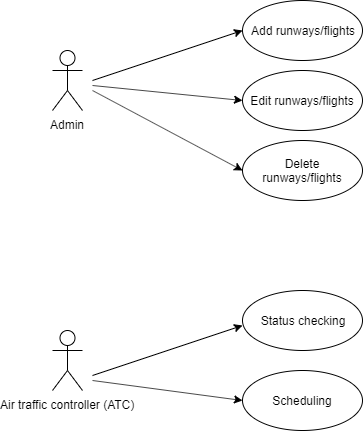 Add runways/flights
Edit runways/flights
Admin
Delete
runways/flights
Status checking
Scheduling
Air traffic controller (ATC)